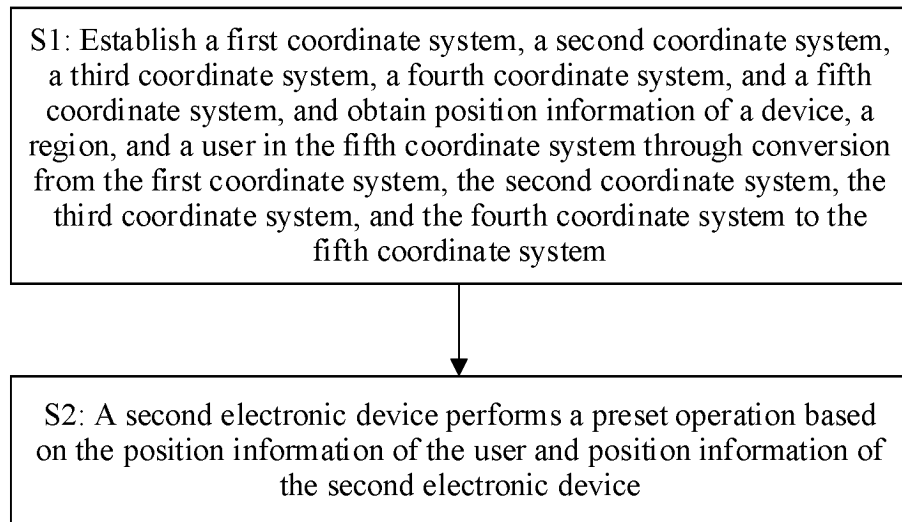 S1: Establish a first coordinate system, a second coordinate system,
a third coordinate system, a fourth coordinate system, and a fifth
coordinate system, and obtain position information of a device, a
region, and a user in the fifth coordinate system through conversion
from the first coordinate system, the second coordinate system, the
third coordinate system, and the fourth coordinate system to the
fifth coordinate system
S2: A second electronic device performs a preset operation based
on the position information of the user and position information of
the second electronic device